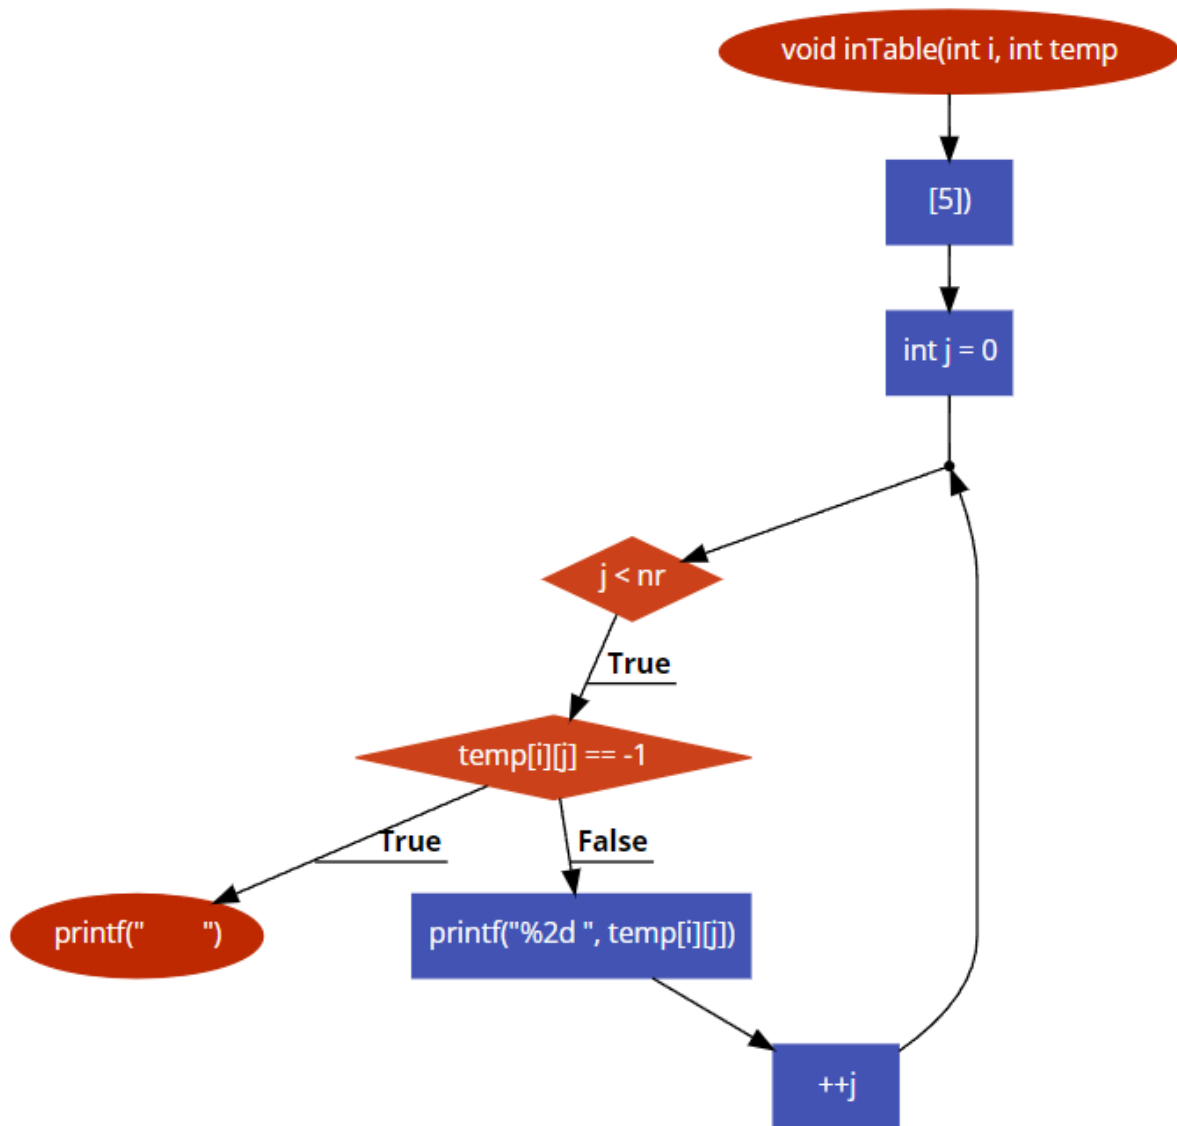 void inTable(int i, int temp
[5])
int j = 0
j < nr
True
temp[i][j] == -1
True
False
printf("        ")
printf("%2d ", temp[i][j])
++j